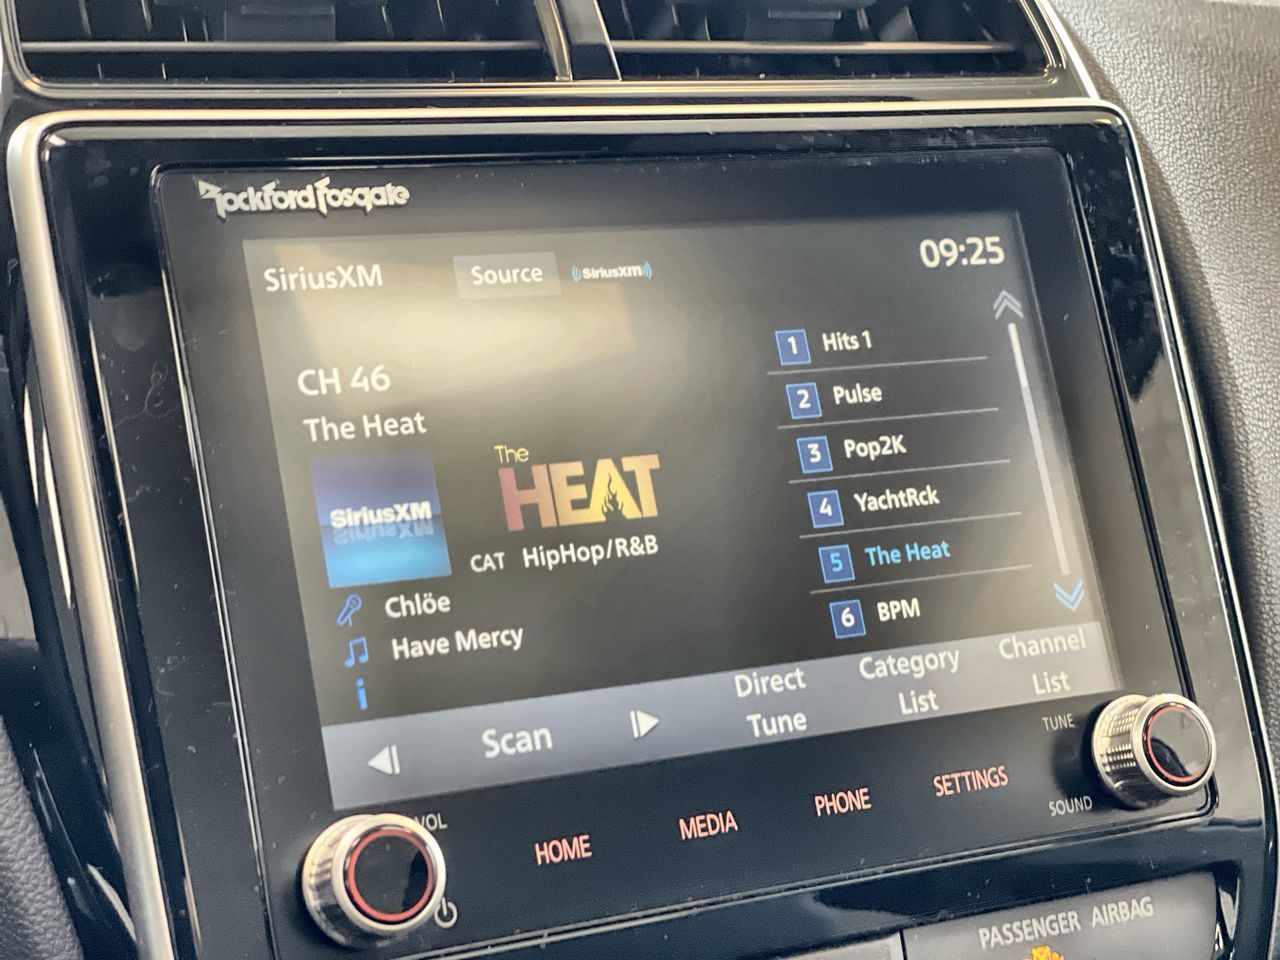 Rockford Fosgate
SiriusXM
Source
SiriusXM
09:25
CH 46
The Heat
SiriusXM
The
HEAT
CAT HipHop/R&B
Chlöe
Have Mercy
1 Hits 1
2 Pulse
3 Pop2K
4 YachtRck
5 The Heat
6 BPM
Scan
Direct
Tune
Category
List
Channel
List
VOL
HOME
MEDIA
PHONE
SETTINGS
TUNE
SOUND
PASSENGER AIRBAG